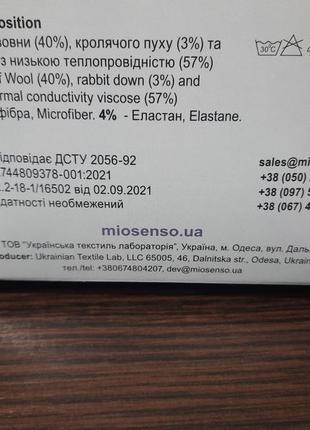 osition
вовни (40%), кролячого пуху (3%) та
з низькою теплопровідністю (57%)
f Wool (40%), rabbit down (3%) and
rmal conductivity viscose (57%)
фібра, Microfiber. 4% - Еластан, Elastane.
30°C
ідповідає ДСТУ 2056-92
sales@mi
.744809378-001:2021
+38 (050)
.2-18-1/16502 від 02.09.2021
+38 (097) 5
датності необмежений
+38 (067) 4
miosenso.ua
ТОВ "Українська текстиль лабораторія", Україна, м. Одеса, вул. Даль
oducer: Ukrainian Textile Lab, LLC 65005, 46, Dalnitska str., Odesa, Ukra
тел./tel: +380674804207, dev@miosenso.ua